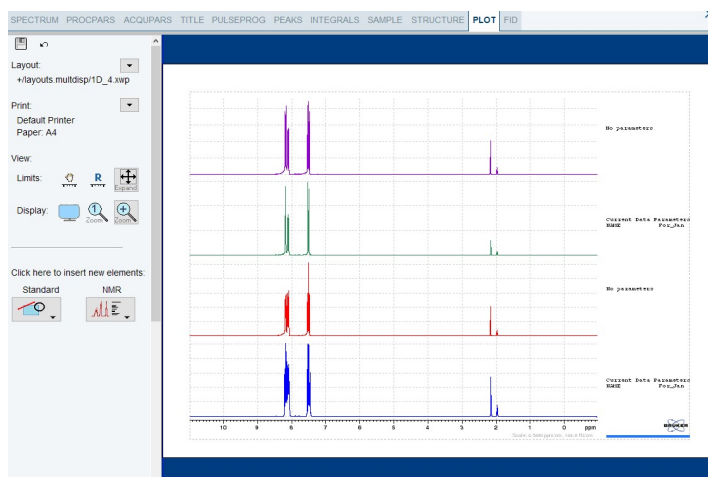 SPECTRUM PROCPARS ACQUPARS TITLE PULSEPROG PEAKS INTEGRALS SAMPLE STRUCTURE PLOT FID
Layout:
+/layouts.multdisp/1D_4.xwp
Print:
Default Printer
Paper: A4
View:
Limits: R Expand
Display: 1 Zoom Zoom
Click here to insert new elements:
Standard NMR
No parameters
Current Data Parameters
NAME For_Jan
No parameters
Current Data Parameters
NAME For_Jan
10 9 8 7 6 5 4 3 2 1 0 ppm
Scale:
BRUKER